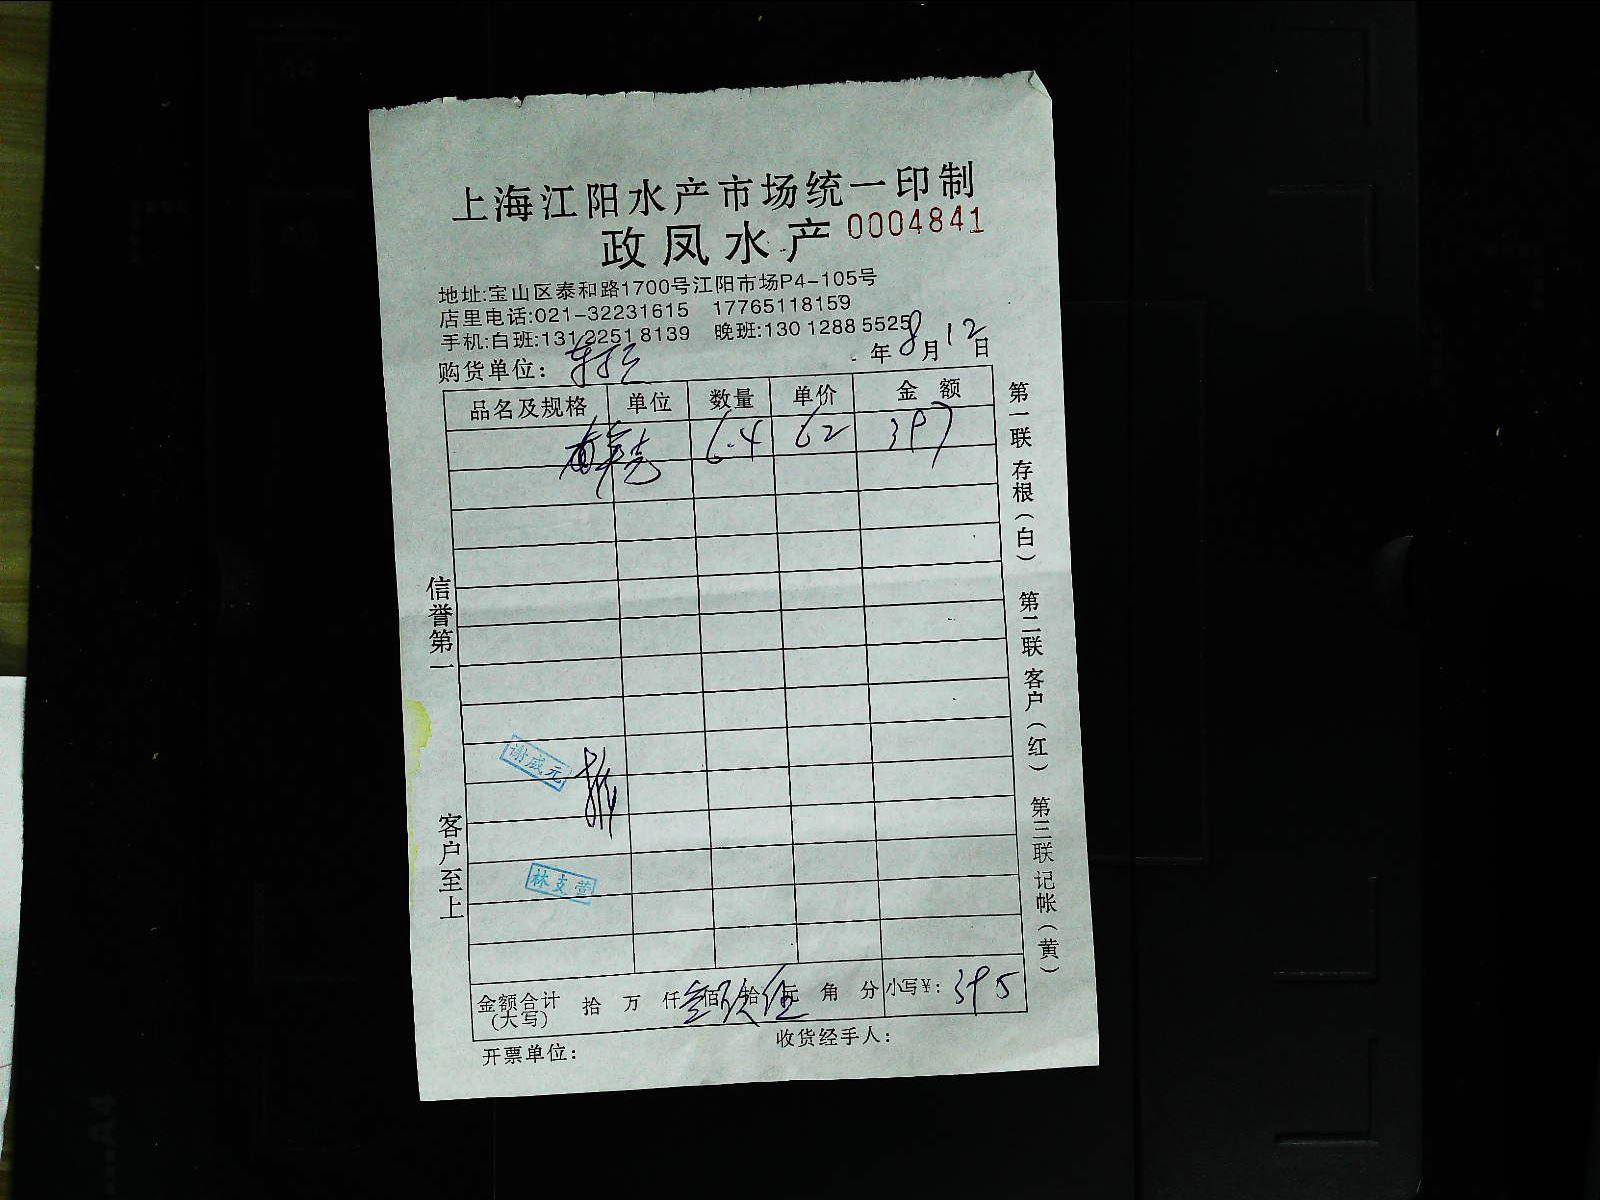 上海江阳水产市场统一印制
政凤水产 0004841
地址:宝山区泰和路1700号江阳市场P4-105号
店里电话:021-32231615 17765118159
手机:白班:131 2251 8139 晚班:130 1288 5525
购货单位: 年8月12日
品名及规格 单位 数量 单价 金额
6.4 62 397
信誉第一
客户至上
第一联存根(白)
第二联客户(红)
第三联记帐(黄)
谢成元
林支营
金额合计(大写) 拾 万 仟叁佰玖拾伍元 角 分 小写¥: 395
开票单位: 收货经手人: